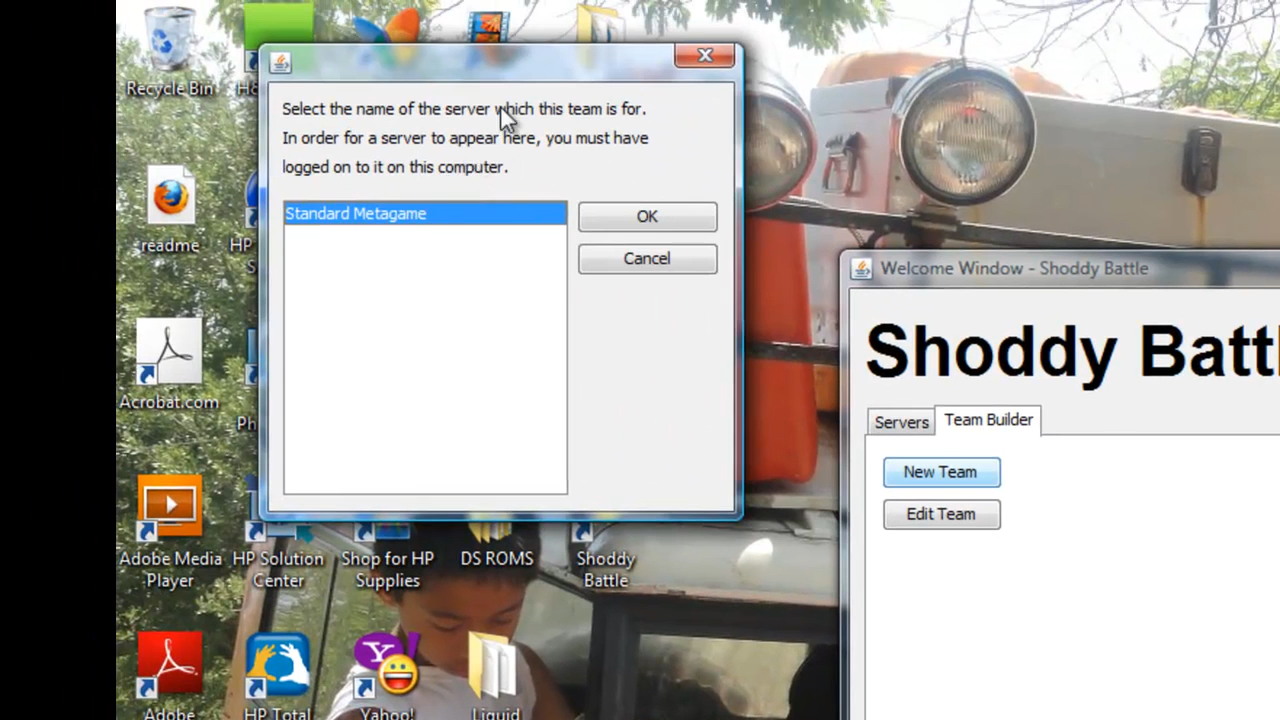 Recycle Bin
Select the name of the server which this team is for.
In order for a server to appear here, you must have
logged on to it on this computer.
Standard Metagame
OK
Cancel
readme
HP
Acrobat.com
Welcome Window - Shoddy Battle
Shoddy Battl
Servers
Team Builder
New Team
Edit Team
Adobe Media
Player
HP Solution
Center
Shop for HP
Supplies
DS ROMS
Shoddy
Battle
Adobe
HP Total
Yahoo!
Liquid